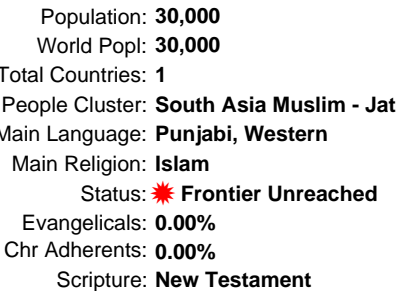 Population: 30,000
World Popl: 30,000
Total Countries: 1
People Cluster: South Asia Muslim - Jat
Main Language: Punjabi, Western
Main Religion: Islam
Status: Frontier Unreached
Evangelicals: 0.00%
Chr Adherents: 0.00%
Scripture: New Testament